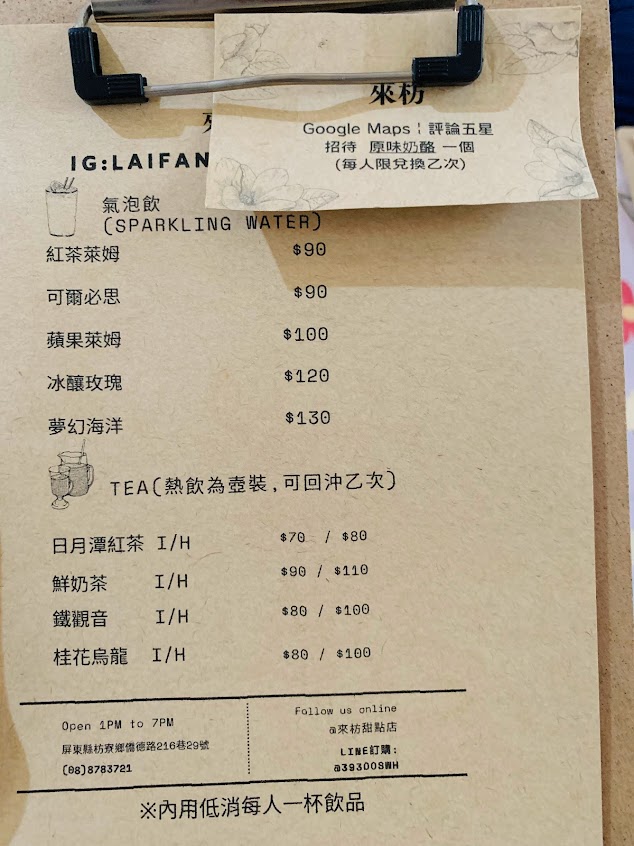 來枋
Google Maps ¦ 評論五星
招待 原味奶酪 一個
(每人限兌換乙次)
IG:LAIFAN
氣泡飲
(SPARKLING WATER)
紅茶萊姆 $90
可爾必思 $90
蘋果萊姆 $100
冰釀玫瑰 $120
夢幻海洋 $130
TEA(熱飲為壺裝,可回沖乙次)
日月潭紅茶 I/H $70 / $80
鮮奶茶 I/H $90 / $110
鐵觀音 I/H $80 / $100
桂花烏龍 I/H $80 / $100
Open 1PM to 7PM
屏東縣枋寮鄉儒德路216巷29號
(08)8783721
Follow us online
@來枋甜點店
LINE訂購:
@393OOSWH
※內用低消每人一杯飲品